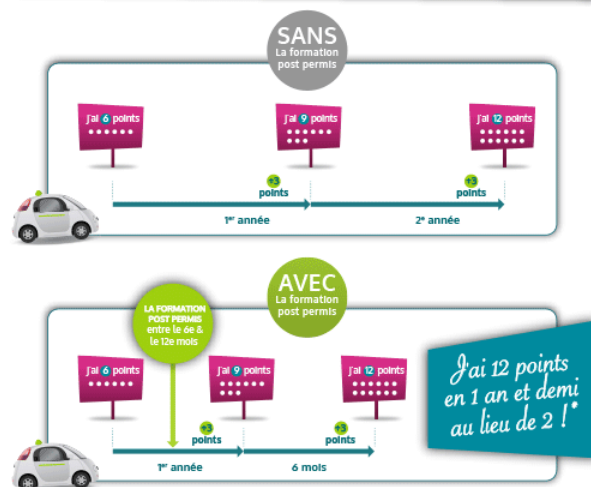 SANS
La formation
post permis
J'ai 6 points
J'ai 9 points
J'ai 12 points
+3
points
+3
points
1er année
2e année
AVEC
La formation
post permis
LA FORMATION
POST PERMIS
entre le 6e &
le 12e mois
J'ai 6 points
J'ai 9 points
J'ai 12 points
J'ai 12 points
en 1 an et demi
au lieu de 2 !*
+3
points
+3
points
1er année
6 mois